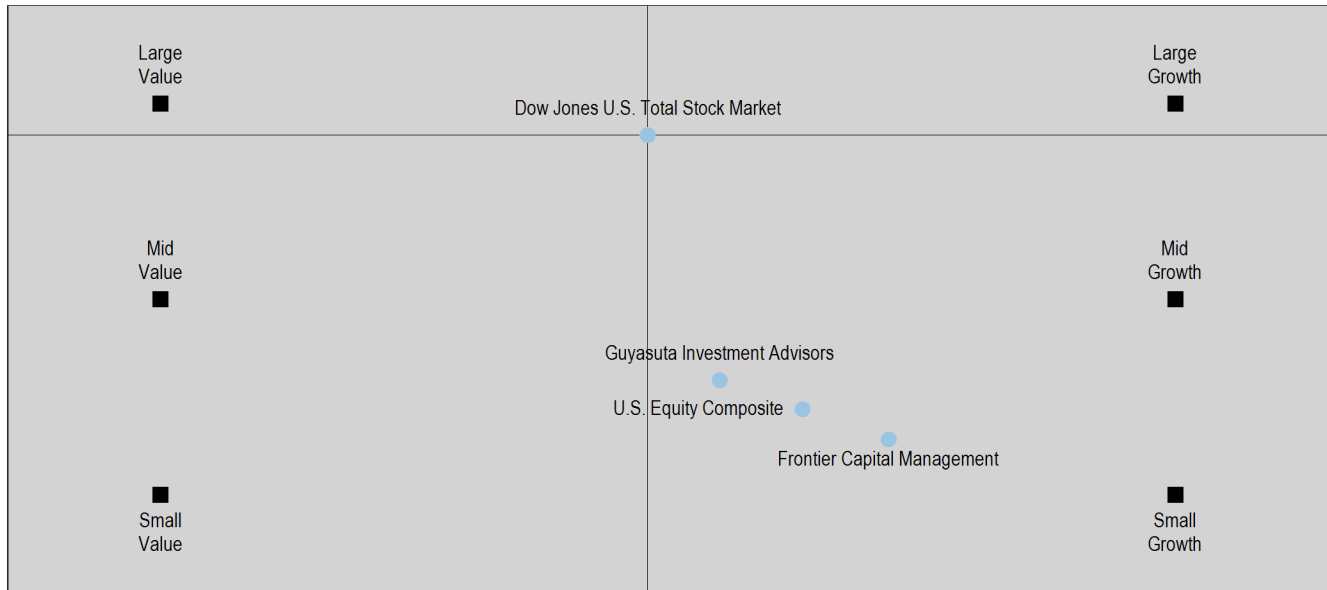 Large
Value
Large
Growth
Dow Jones U.S. Total Stock Market
Mid
Value
Mid
Growth
Guyasuta Investment Advisors
U.S. Equity Composite
Frontier Capital Management
Small
Value
Small
Growth